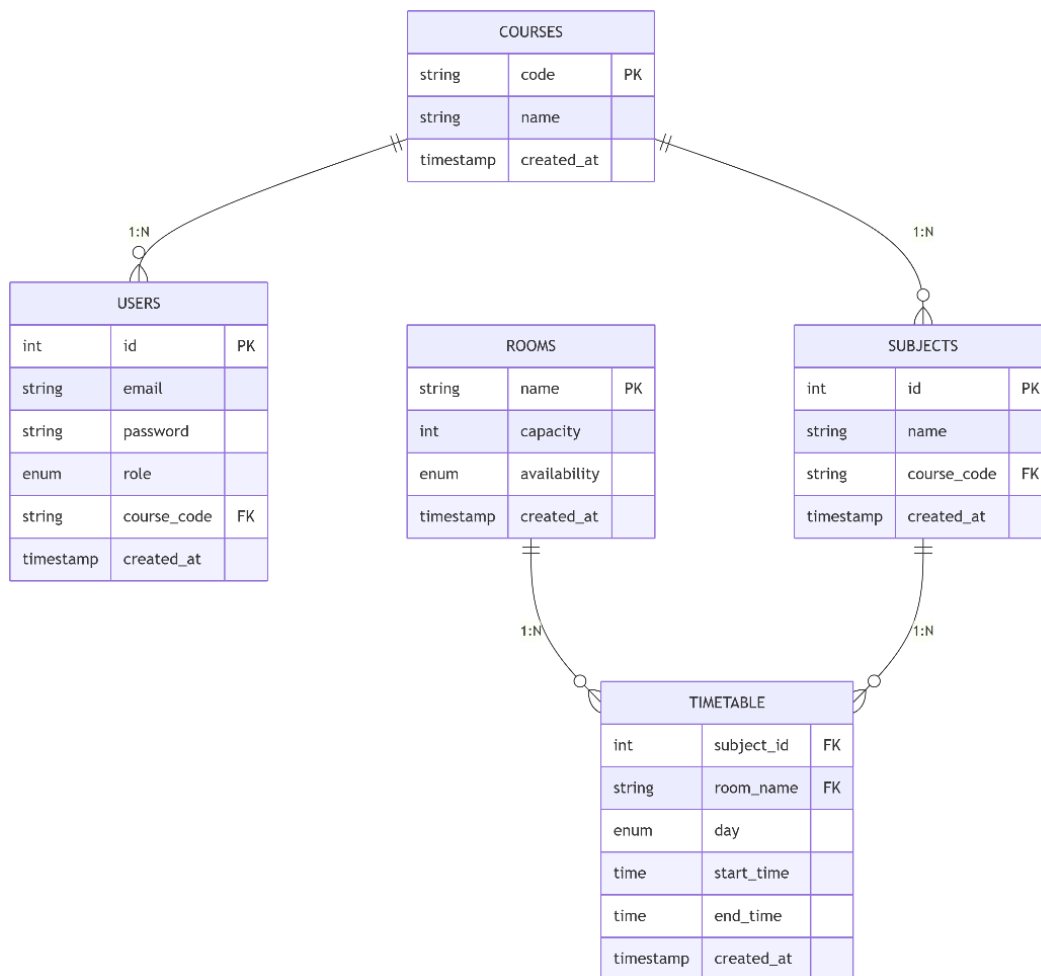 COURSES
string code PK
string name
timestamp created_at
1:N
1:N
USERS
int id PK
string email
string password
enum role
string course_code FK
timestamp created_at
ROOMS
string name PK
int capacity
enum availability
timestamp created_at
SUBJECTS
int id PK
string name
string course_code FK
timestamp created_at
1:N
1:N
TIMETABLE
int subject_id FK
string room_name FK
enum day
time start_time
time end_time
timestamp created_at